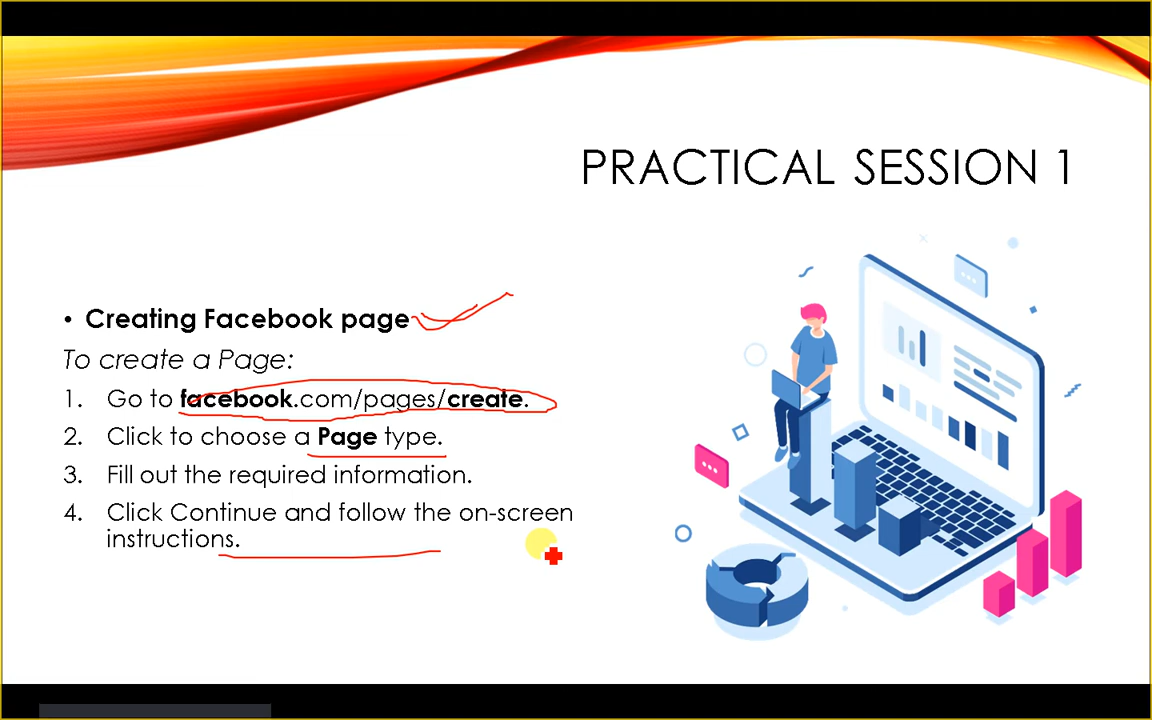 PRACTICAL SESSION 1
• Creating Facebook page
To create a Page:
1. Go to facebook.com/pages/create.
2. Click to choose a Page type.
3. Fill out the required information.
4. Click Continue and follow the on-screen
instructions.